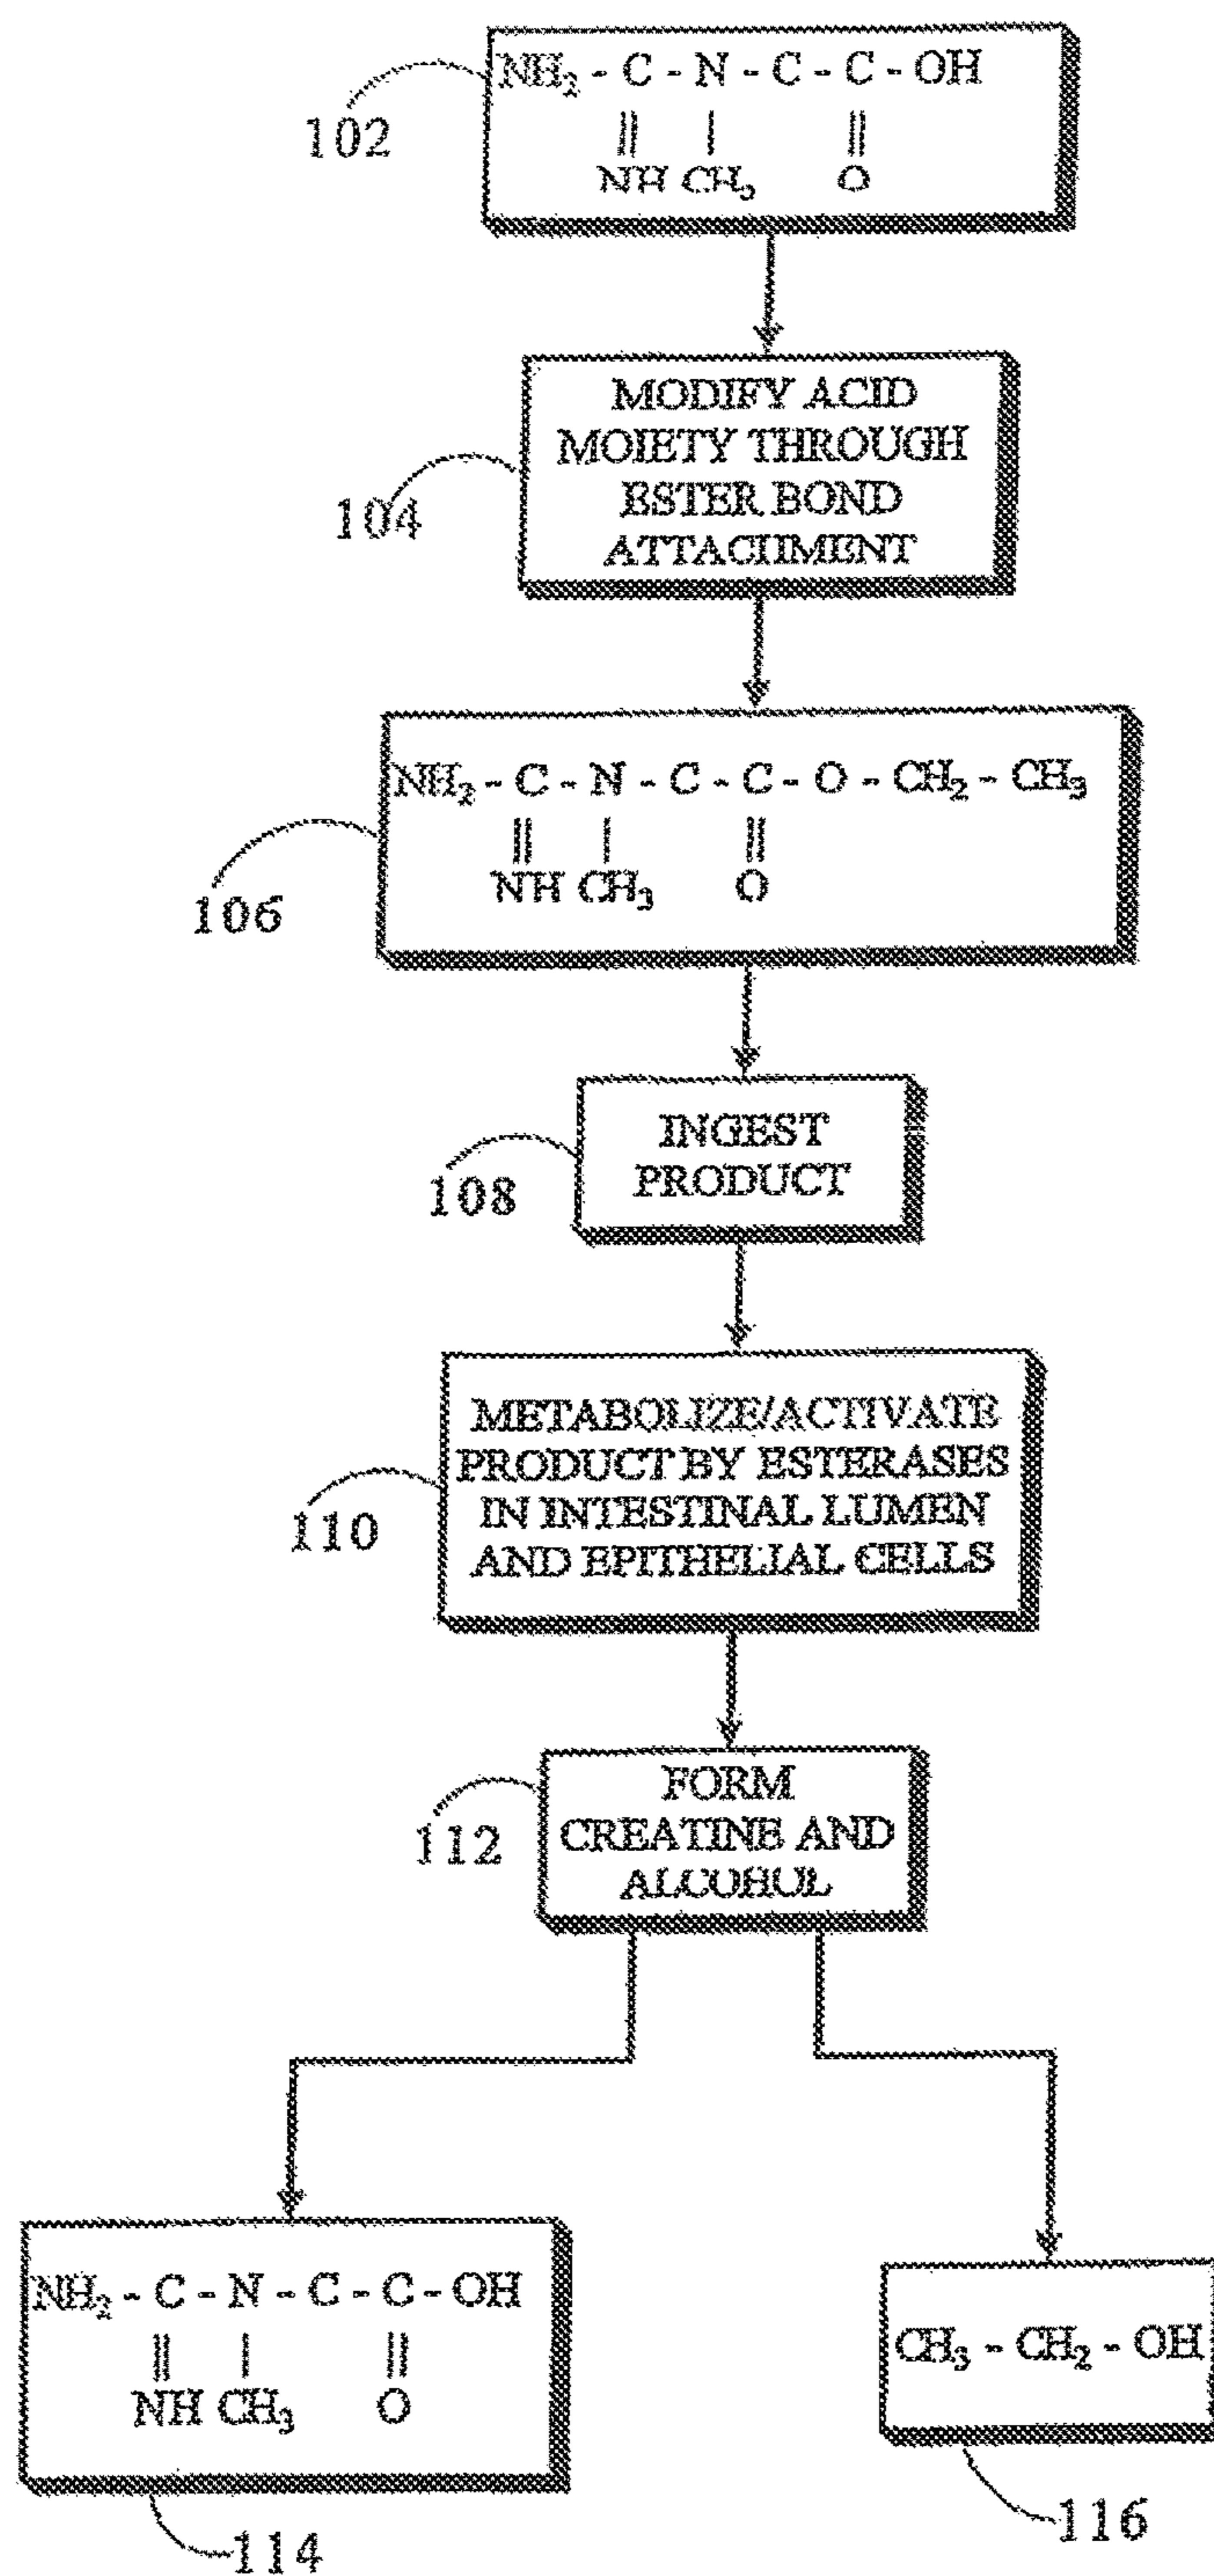 NH₂ - C - N - C - C - OH
|| | ||
NH CH₃ O
102
MODIFY ACID
MOIETY THROUGH
ESTER BOND
ATTACHMENT
104
NH₂ - C - N - C - C - O - CH₂ - CH₃
|| | ||
NH CH₃ O
106
INGEST
PRODUCT
108
METABOLIZE/ACTIVATE
PRODUCT BY ESTERASES
IN INTESTINAL LUMEN
AND EPITHELIAL CELLS
110
FORM
CREATINE AND
ALCOHOL
112
NH₂ - C - N - C - C - OH
|| | ||
NH CH₃ O
114
CH₃ - CH₂ - OH
116